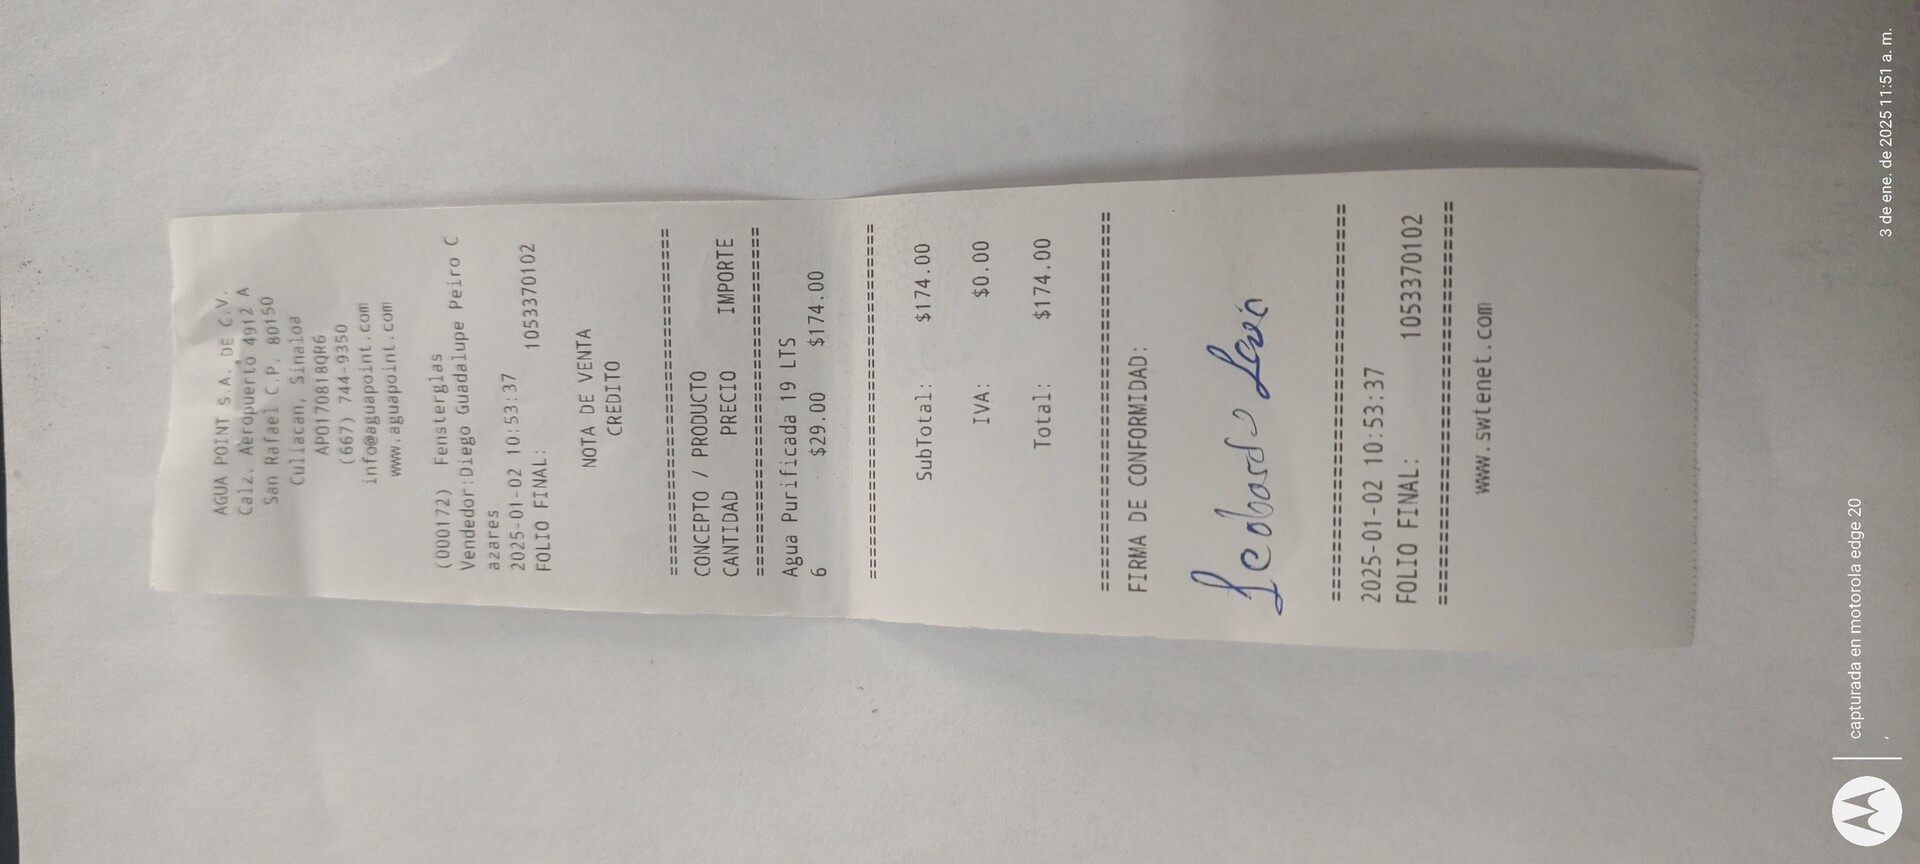 AGUA POINT S.A. DE C.V.
Calz. Aeropuerto 4912 A
San Rafael C.P. 80150
Culiacan, Sinaloa
APO170818QR6
(667) 744-9350
info@aguapoint.com
www.aguapoint.com
(000172) Fensterglas
Vendedor:Diego Guadalupe Peiro C
azares
2025-01-02 10:53:37
FOLIO FINAL: 1053370102
NOTA DE VENTA
CREDITO
================================
CONCEPTO / PRODUCTO
CANTIDAD PRECIO IMPORTE
================================
Agua Purificada 19 LTS
6 $29.00 $174.00
================================
SubTotal: $174.00
IVA: $0.00
Total: $174.00
================================
FIRMA DE CONFORMIDAD:
================================
2025-01-02 10:53:37
FOLIO FINAL: 1053370102
================================
www.swtenet.com
capturada en motorola edge 20
3 de ene. de 2025 11:51 a. m.